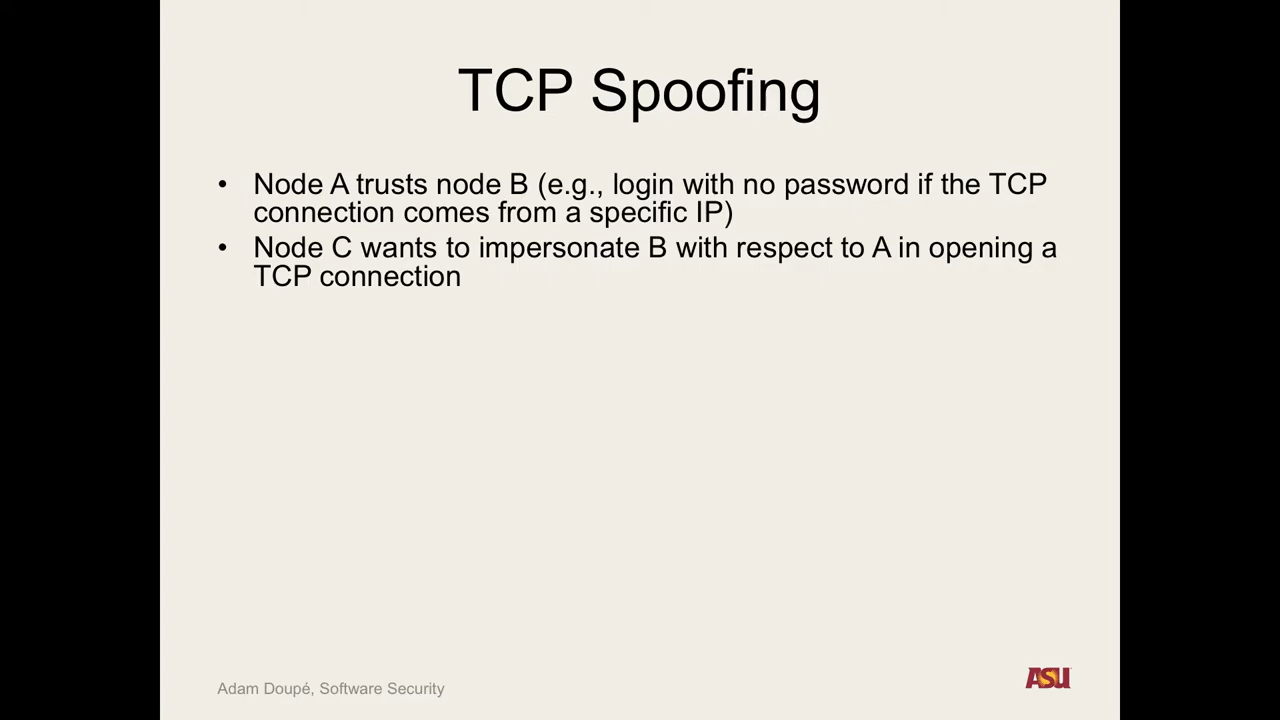 TCP Spoofing
• Node A trusts node B (e.g., login with no password if the TCP
connection comes from a specific IP)
• Node C wants to impersonate B with respect to A in opening a
TCP connection
Adam Doupé, Software Security
ASU